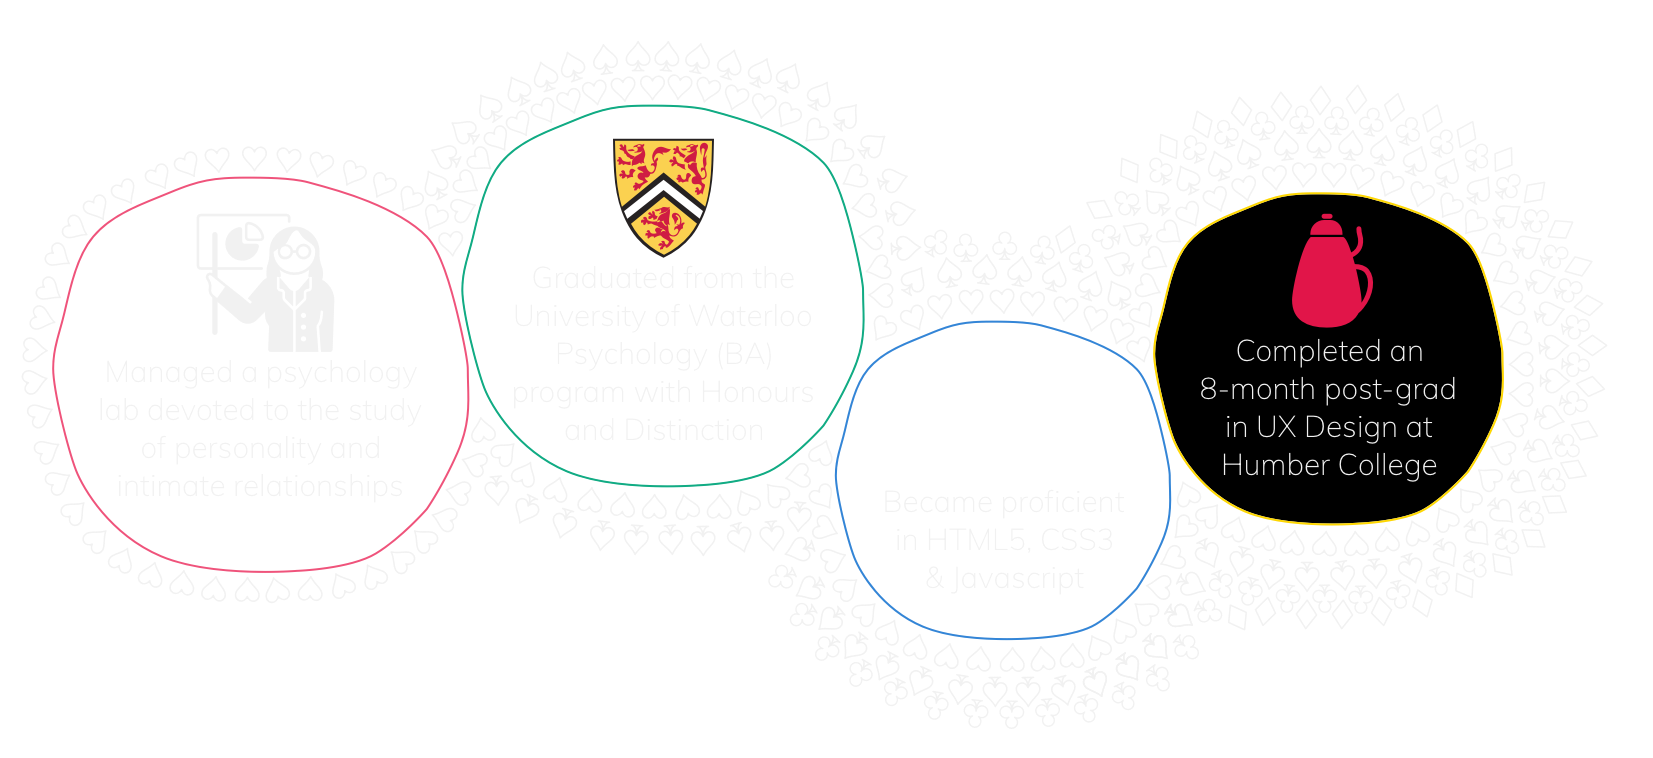 Managed a psychology
lab devoted to the study
of personality and
intimate relationships
Graduated from the
University of Waterloo
Psychology (BA)
program with Honours
and Distinction
Became proficient
in HTML5, CSS3
& Javascript
Completed an
8-month post-grad
in UX Design at
Humber College